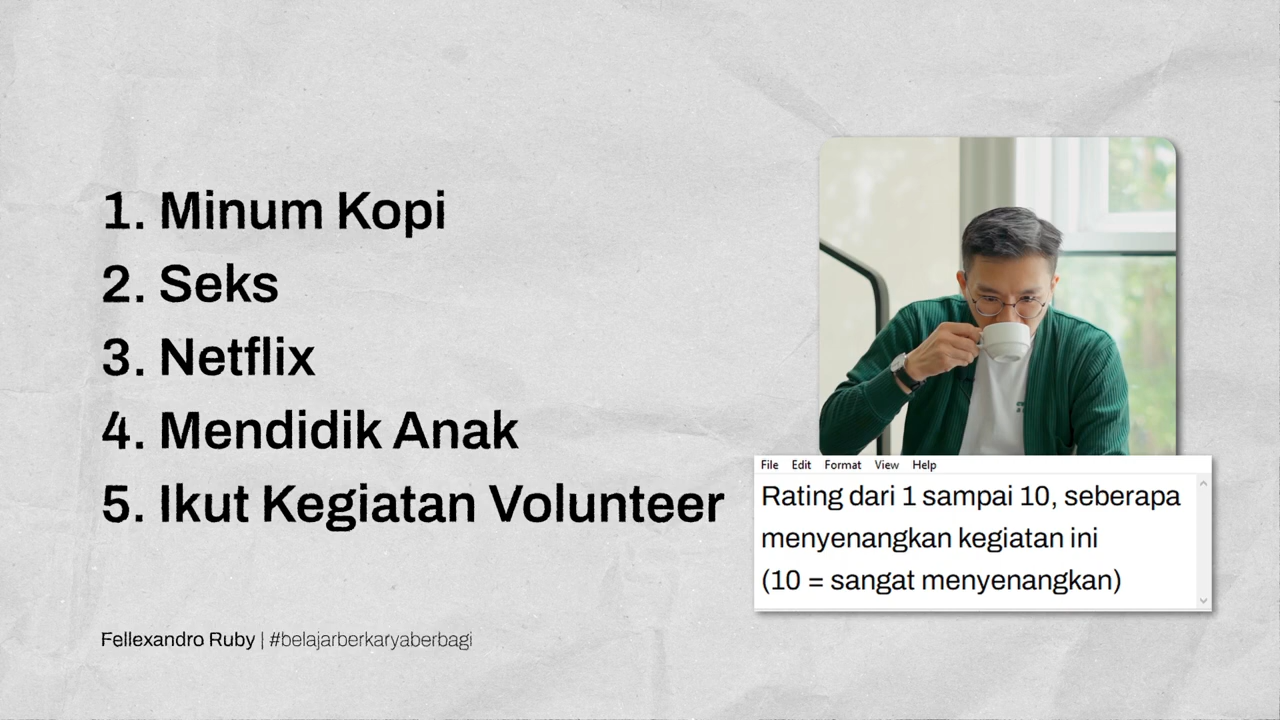 1. Minum Kopi
2. Seks
3. Netflix
4. Mendidik Anak
5. Ikut Kegiatan Volunteer
File Edit Format View Help
Rating dari 1 sampai 10, seberapa
menyenangkan kegiatan ini
(10 = sangat menyenangkan)
Fellexandro Ruby | #belajarberkaryaberbagi